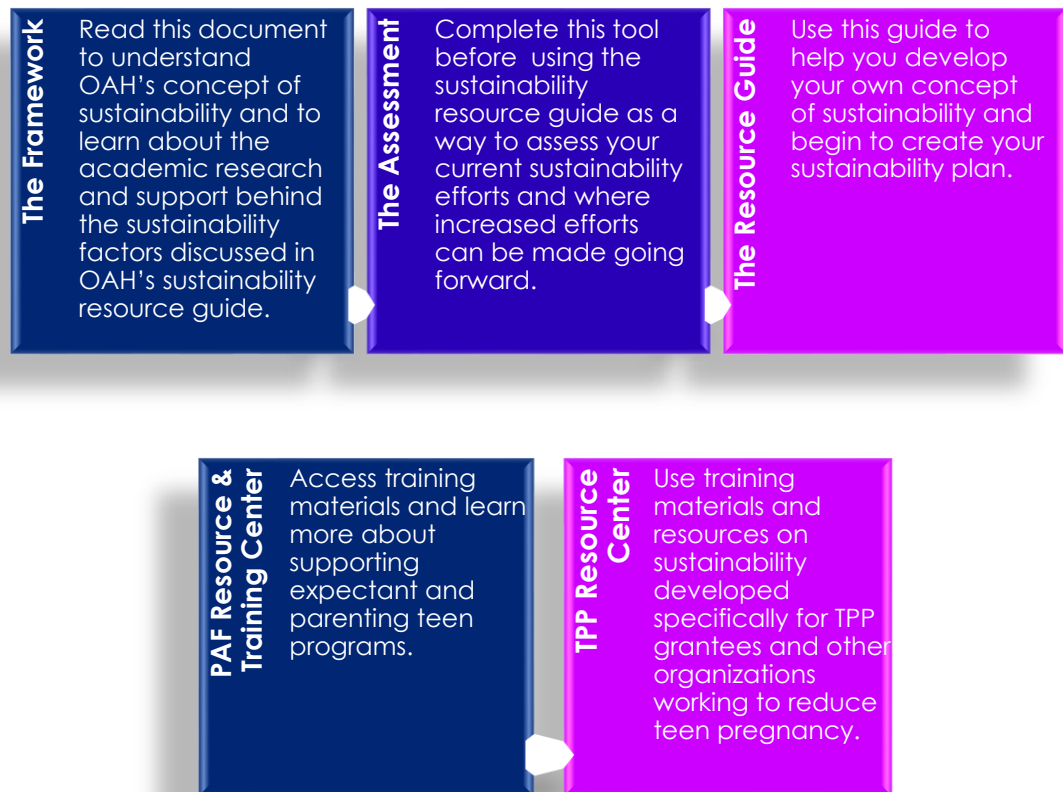 The Framework
Read this document
to understand
OAH's concept of
sustainability and to
learn about the
academic research
and support behind
the sustainability
factors discussed in
OAH's sustainability
resource guide.
The Assessment
Complete this tool
before using the
sustainability
resource guide as a
way to assess your
current sustainability
efforts and where
increased efforts
can be made going
forward.
The Resource Guide
Use this guide to
help you develop
your own concept
of sustainability and
begin to create your
sustainability plan.
PAF Resource &
Training Center
Access training
materials and learn
more about
supporting
expectant and
parenting teen
programs.
TPP Resource
Center
Use training
materials and
resources on
sustainability
developed
specifically for TPP
grantees and other
organizations
working to reduce
teen pregnancy.